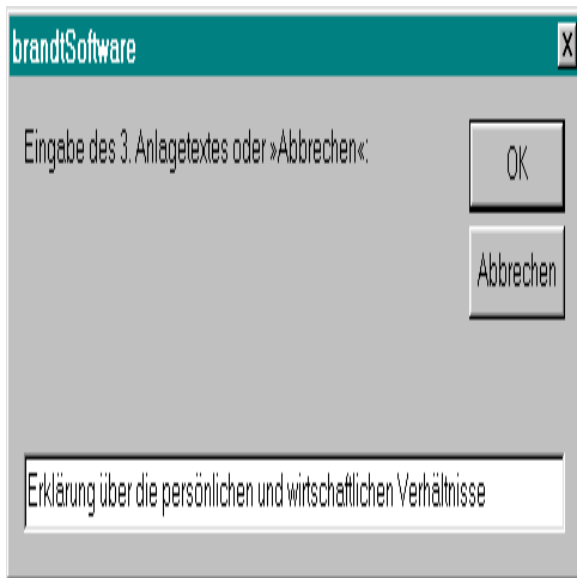 brandtSoftware
Eingabe des 3. Anlagetextes oder »Abbrechen«:
OK
Abbrechen
Erklärung über die persönlichen und wirtschaftlichen Verhältnisse